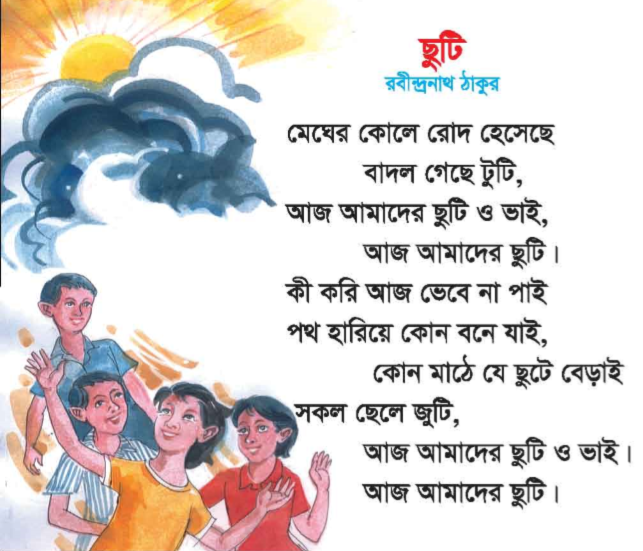 ছুটি
রবীন্দ্রনাথ ঠাকুর
মেঘের কোলে রোদ হেসেছে
বাদল গেছে টুটি,
আজ আমাদের ছুটি ও ভাই,
আজ আমাদের ছুটি।
কী করি আজ ভেবে না পাই
পথ হারিয়ে কোন বনে যাই,
কোন মাঠে যে ছুটে বেড়াই
সকল ছেলে জুটি,
আজ আমাদের ছুটি ও ভাই।
আজ আমাদের ছুটি।